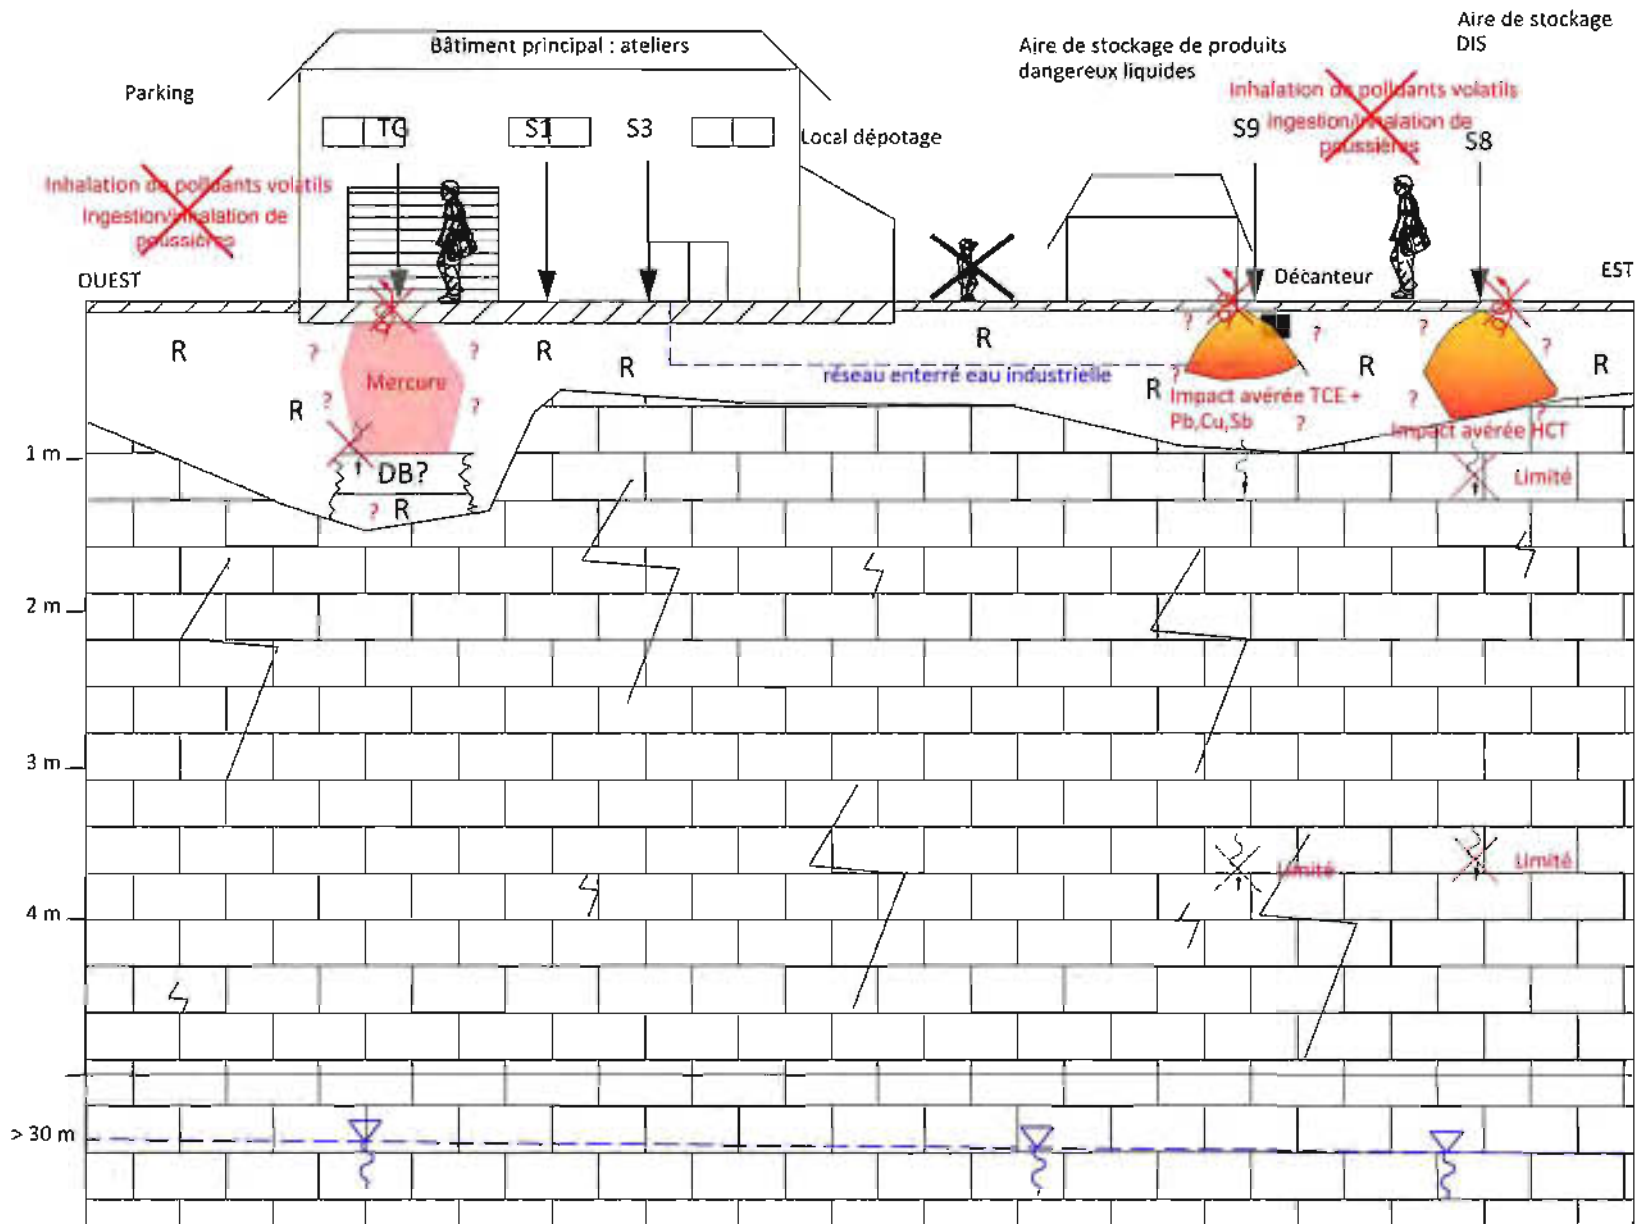 Aire de stockage
DIS
Bâtiment principal : ateliers
Aire de stockage de produits
dangereux liquides
Parking
Inhalation de polluants volatils
Ingestion/inhalation de
poussières
TG
S1
S3
Local dépotage
S9
S8
Inhalation de polluants volatils
Ingestion/inhalation de
poussières
OUEST
Décanteur
EST
R
?
R
?
R
R
?
?
R
?
?
R
Mercure
R
?
?
réseau enterré eau industrielle
?
R
Impact avérée TCE +
Pb,Cu,Sb
?
?
?
Impact avérée HCT
1 m
DB?
? R
Limité
2 m
3 m
Limité
Limité
4 m
> 30 m